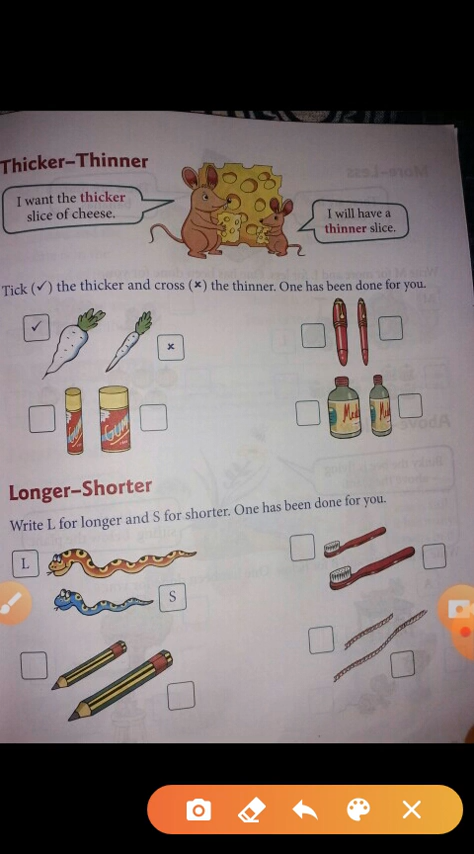 Thicker–Thinner
I want the thicker
slice of cheese.
I will have a
thinner slice.
Tick (✓) the thicker and cross (×) the thinner. One has been done for you.
✓
×
GUM
GUM
Longer–Shorter
Write L for longer and S for shorter. One has been done for you.
L
S